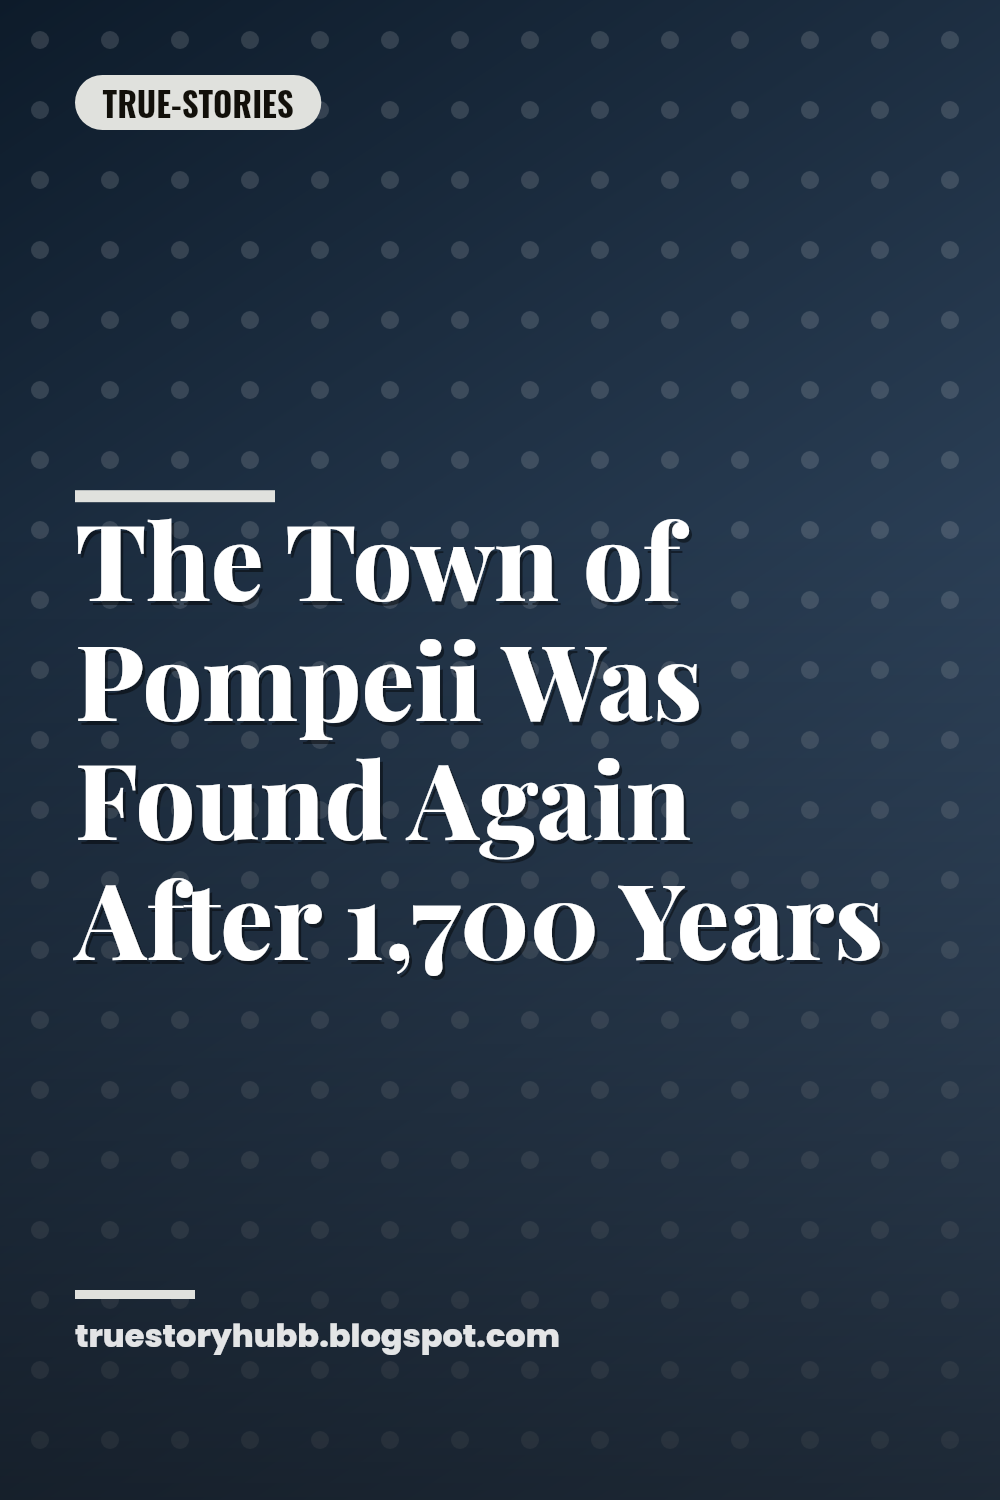 TRUE-STORIES
The Town of
Pompeii Was
Found Again
After 1,700 Years
truestoryhubb.blogspot.com